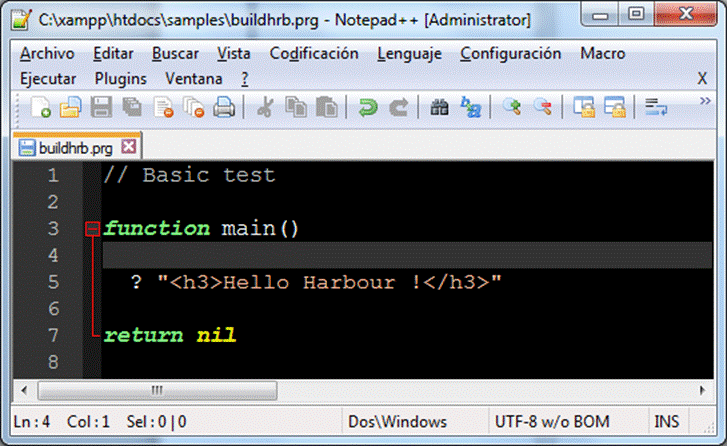 C:\xampp\htdocs\samples\buildhrb.prg - Notepad++ [Administrator]
Archivo Editar Buscar Vista Codificación Lenguaje Configuración Macro
Ejecutar Plugins Ventana ? X
buildhrb.prg
1 // Basic test
2
3 function main()
4
5 ? "<h3>Hello Harbour !</h3>"
6
7 return nil
8
Ln : 4 Col : 1 Sel : 0 | 0 Dos\Windows UTF-8 w/o BOM INS